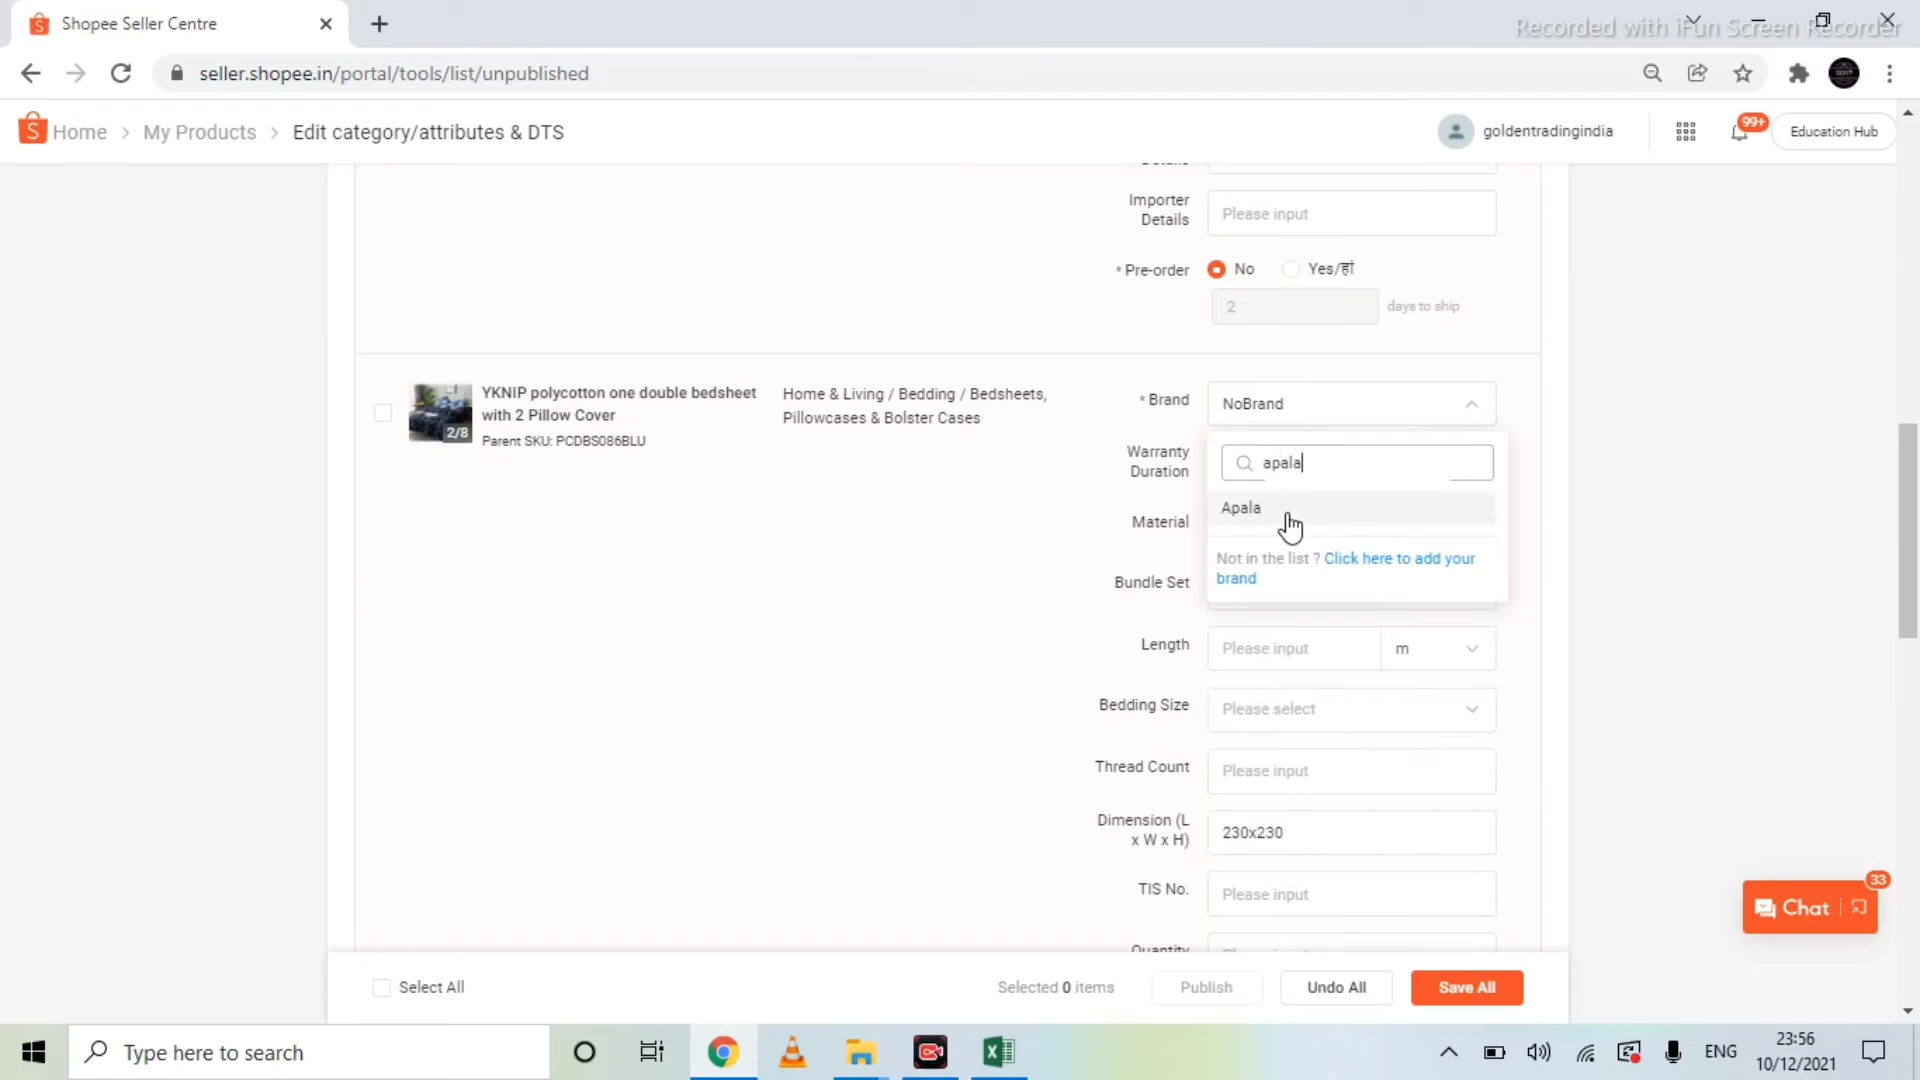 Shopee Seller Centre
Recorded with iFun Screen Recorder
seller.shopee.in/portal/tools/list/unpublished
Home > My Products > Edit category/attributes & DTS
goldentradingindia
99+
Education Hub
Details
Importer Details
Please input
* Pre-order
No
Yes/हां
2
days to ship
2/8
YKNIP polycotton one double bedsheet
with 2 Pillow Cover
Parent SKU: PCDBS086BLU
Home & Living / Bedding / Bedsheets,
Pillowcases & Bolster Cases
* Brand
NoBrand
apala
Apala
Not in the list ? Click here to add your
brand
Warranty
Duration
Material
Bundle Set
Length
Please input
m
Bedding Size
Please select
Thread Count
Please input
Dimension (L
x W x H)
230x230
TIS No.
Please input
Quantity
Please input
33
Chat
Select All
Selected 0 items
Publish
Undo All
Save All
Type here to search
ENG
23:56
10/12/2021